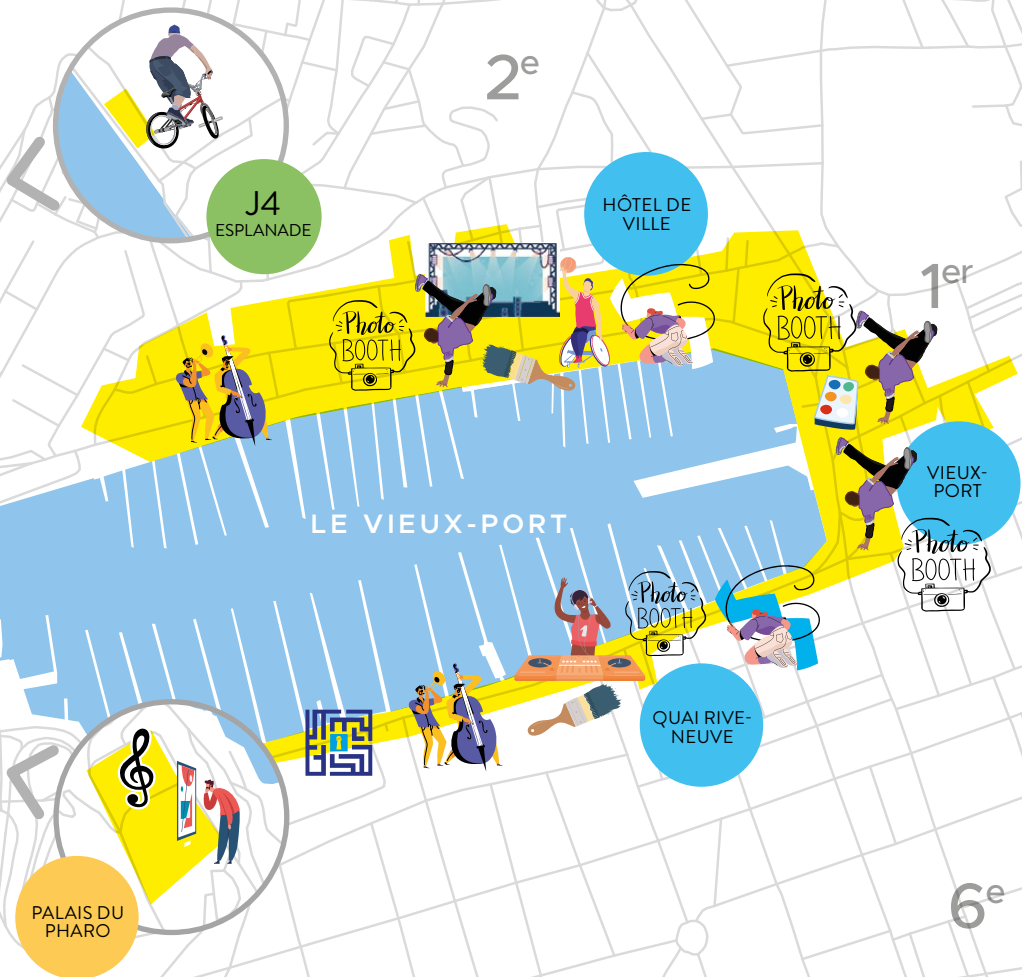 2e
J4
ESPLANADE
HÔTEL DE
VILLE
1er
Photo
BOOTH
Photo
BOOTH
VIEUX-
PORT
LE VIEUX-PORT
Photo
BOOTH
Photo
BOOTH
1
QUAI RIVE-
NEUVE
PALAIS DU
PHARO
6e